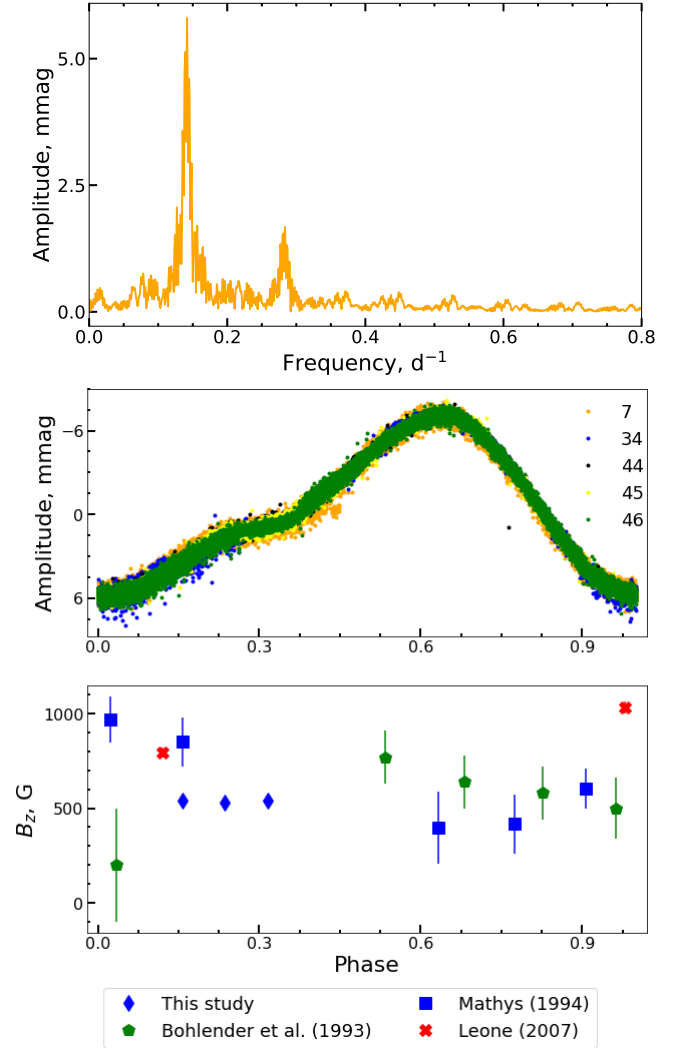 Amplitude, mmag
5.0
2.5
0.0
0.0 0.2 0.4 0.6 0.8
Frequency, d⁻¹
Amplitude, mmag
−6
0
6
7
34
44
45
46
0.0 0.3 0.6 0.9
B_z, G
1000
500
0
0.0 0.3 0.6 0.9
Phase
This study
Mathys (1994)
Bohlender et al. (1993)
Leone (2007)